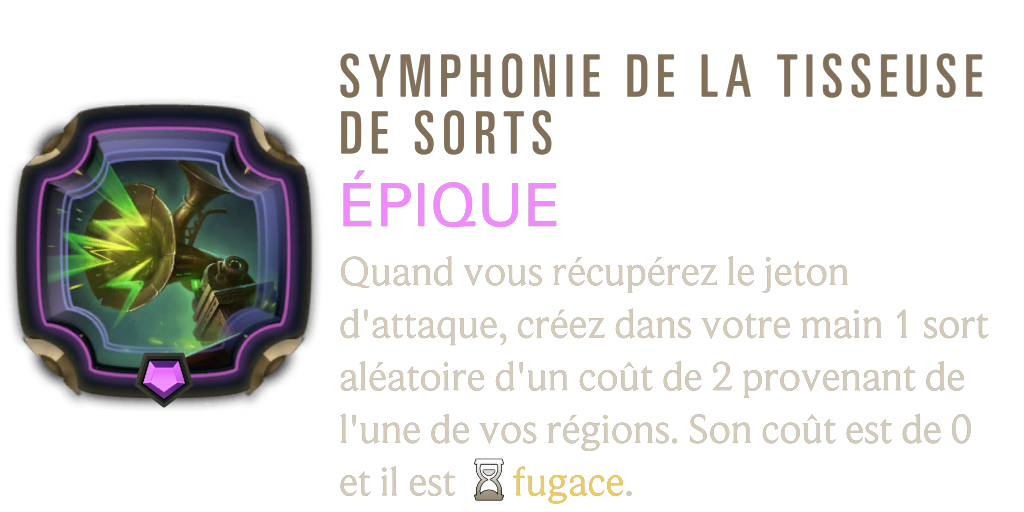 SYMPHONIE DE LA TISSEUSE
DE SORTS
ÉPIQUE
Quand vous récupérez le jeton
d'attaque, créez dans votre main 1 sort
aléatoire d'un coût de 2 provenant de
l'une de vos régions. Son coût est de 0
et il est fugace.